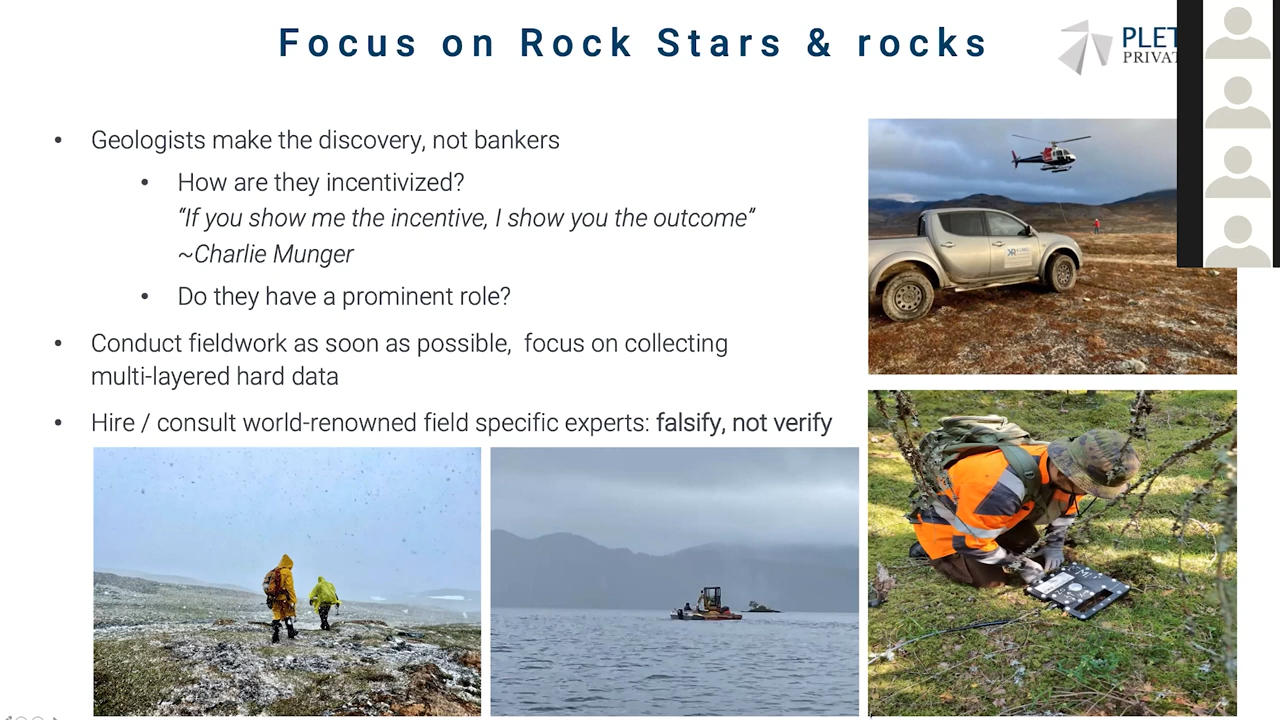 Focus on Rock Stars & rocks
PLET
PRIVAT
• Geologists make the discovery, not bankers
• How are they incentivized?
“If you show me the incentive, I show you the outcome”
~Charlie Munger
• Do they have a prominent role?
• Conduct fieldwork as soon as possible, focus on collecting
multi-layered hard data
• Hire / consult world-renowned field specific experts: falsify, not verify